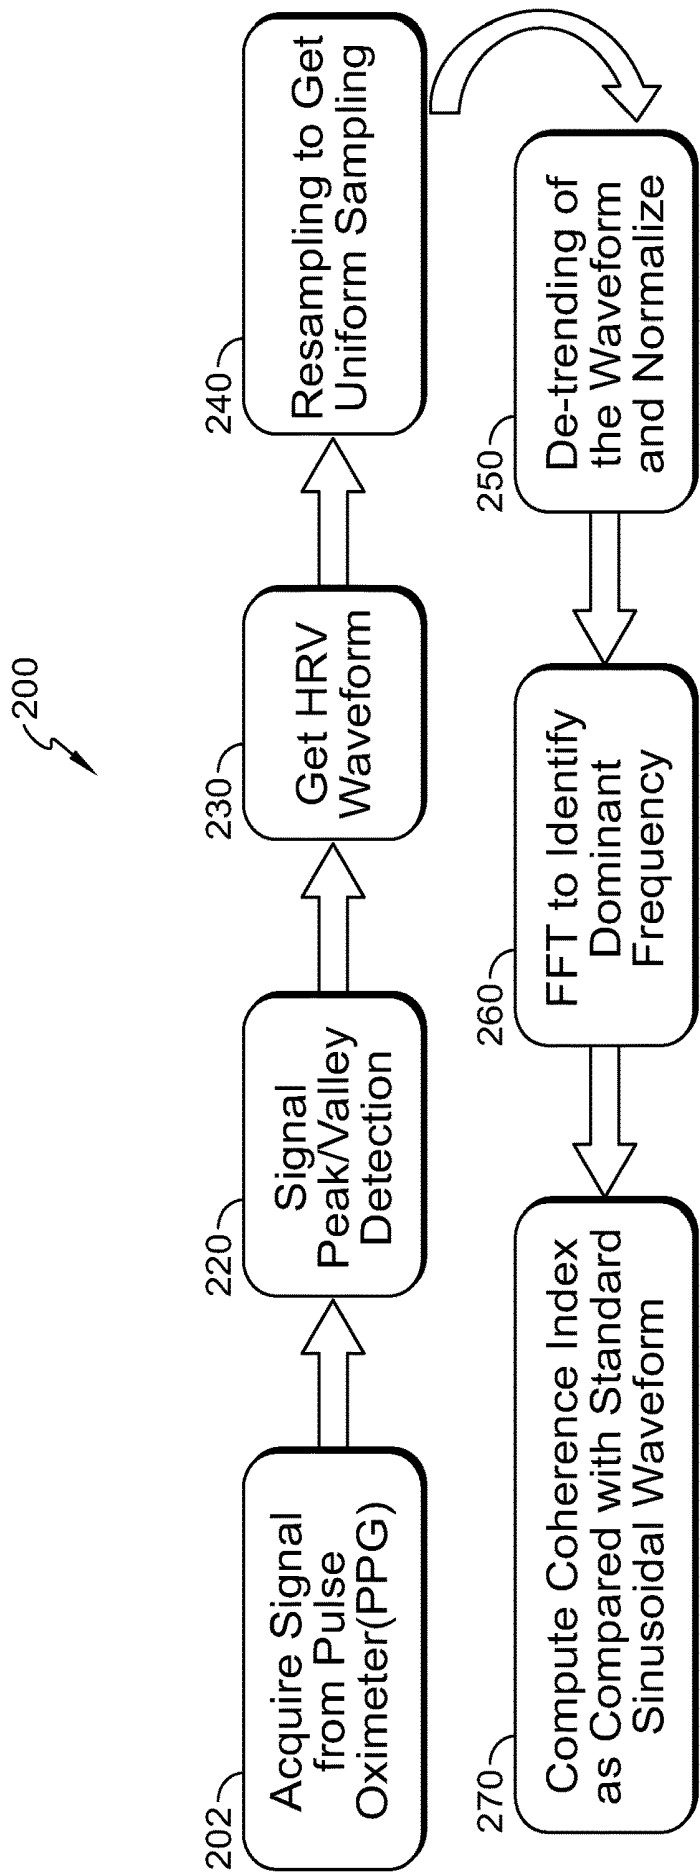 200
202
Acquire Signal
from Pulse
Oximeter(PPG)
220
Signal
Peak/Valley
Detection
230
Get HRV
Waveform
240
Resampling to Get
Uniform Sampling
250
De-trending of
the Waveform
and Normalize
260
FFT to Identify
Dominant
Frequency
270
Compute Coherence Index
as Compared with Standard
Sinusoidal Waveform